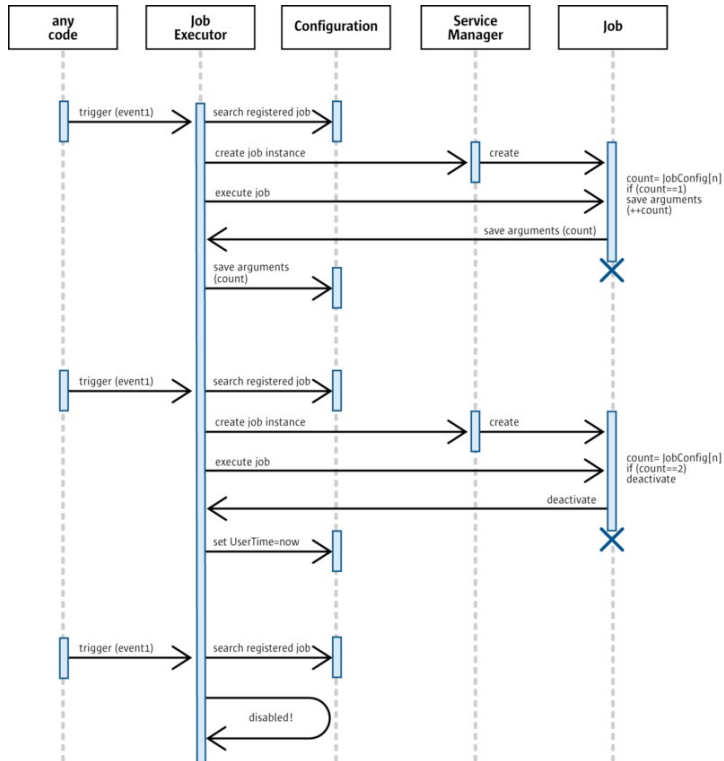 any
code
Job
Executor
Configuration
Service
Manager
Job
trigger (event1)
search registered job
create job instance
create
execute job
count= JobConfig[n]
if (count==1)
save arguments
(++count)
save arguments (count)
save arguments
(count)
trigger (event1)
search registered job
create job instance
create
execute job
count= JobConfig[n]
if (count==2)
deactivate
deactivate
set UserTime=now
trigger (event1)
search registered job
disabled!